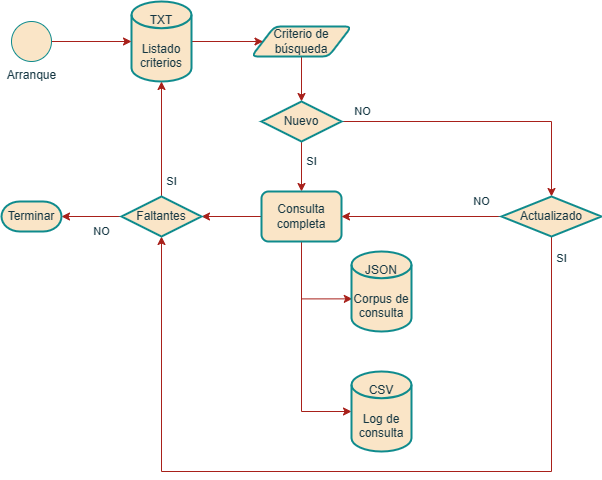 TXT
Listado
criterios
Arranque
Criterio de
búsqueda
Nuevo
NO
SI
SI
Terminar
NO
Faltantes
Consulta
completa
NO
Actualizado
SI
JSON
Corpus de
consulta
CSV
Log de
consulta